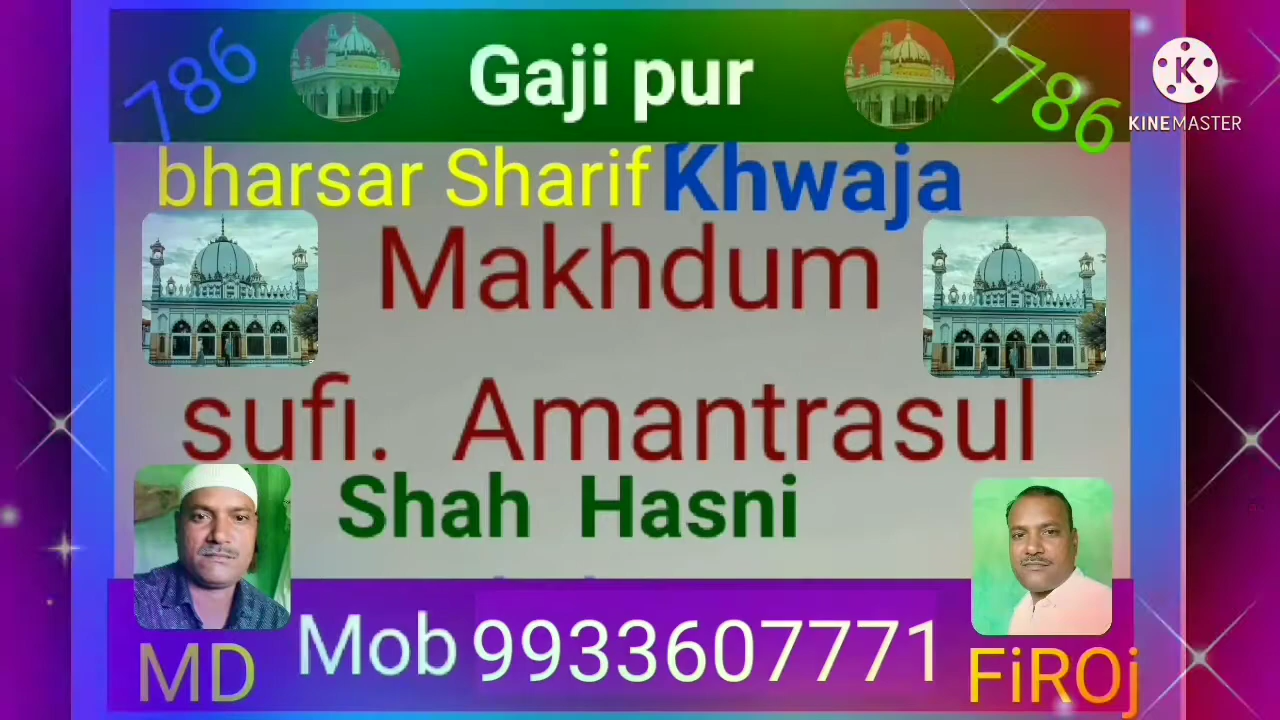 786 Gaji pur 786
KINEMASTER
bharsar Sharif Khwaja
Makhdum
sufi. Amantrasul
Shah Hasni
Mob 9933607771
MD FiROj